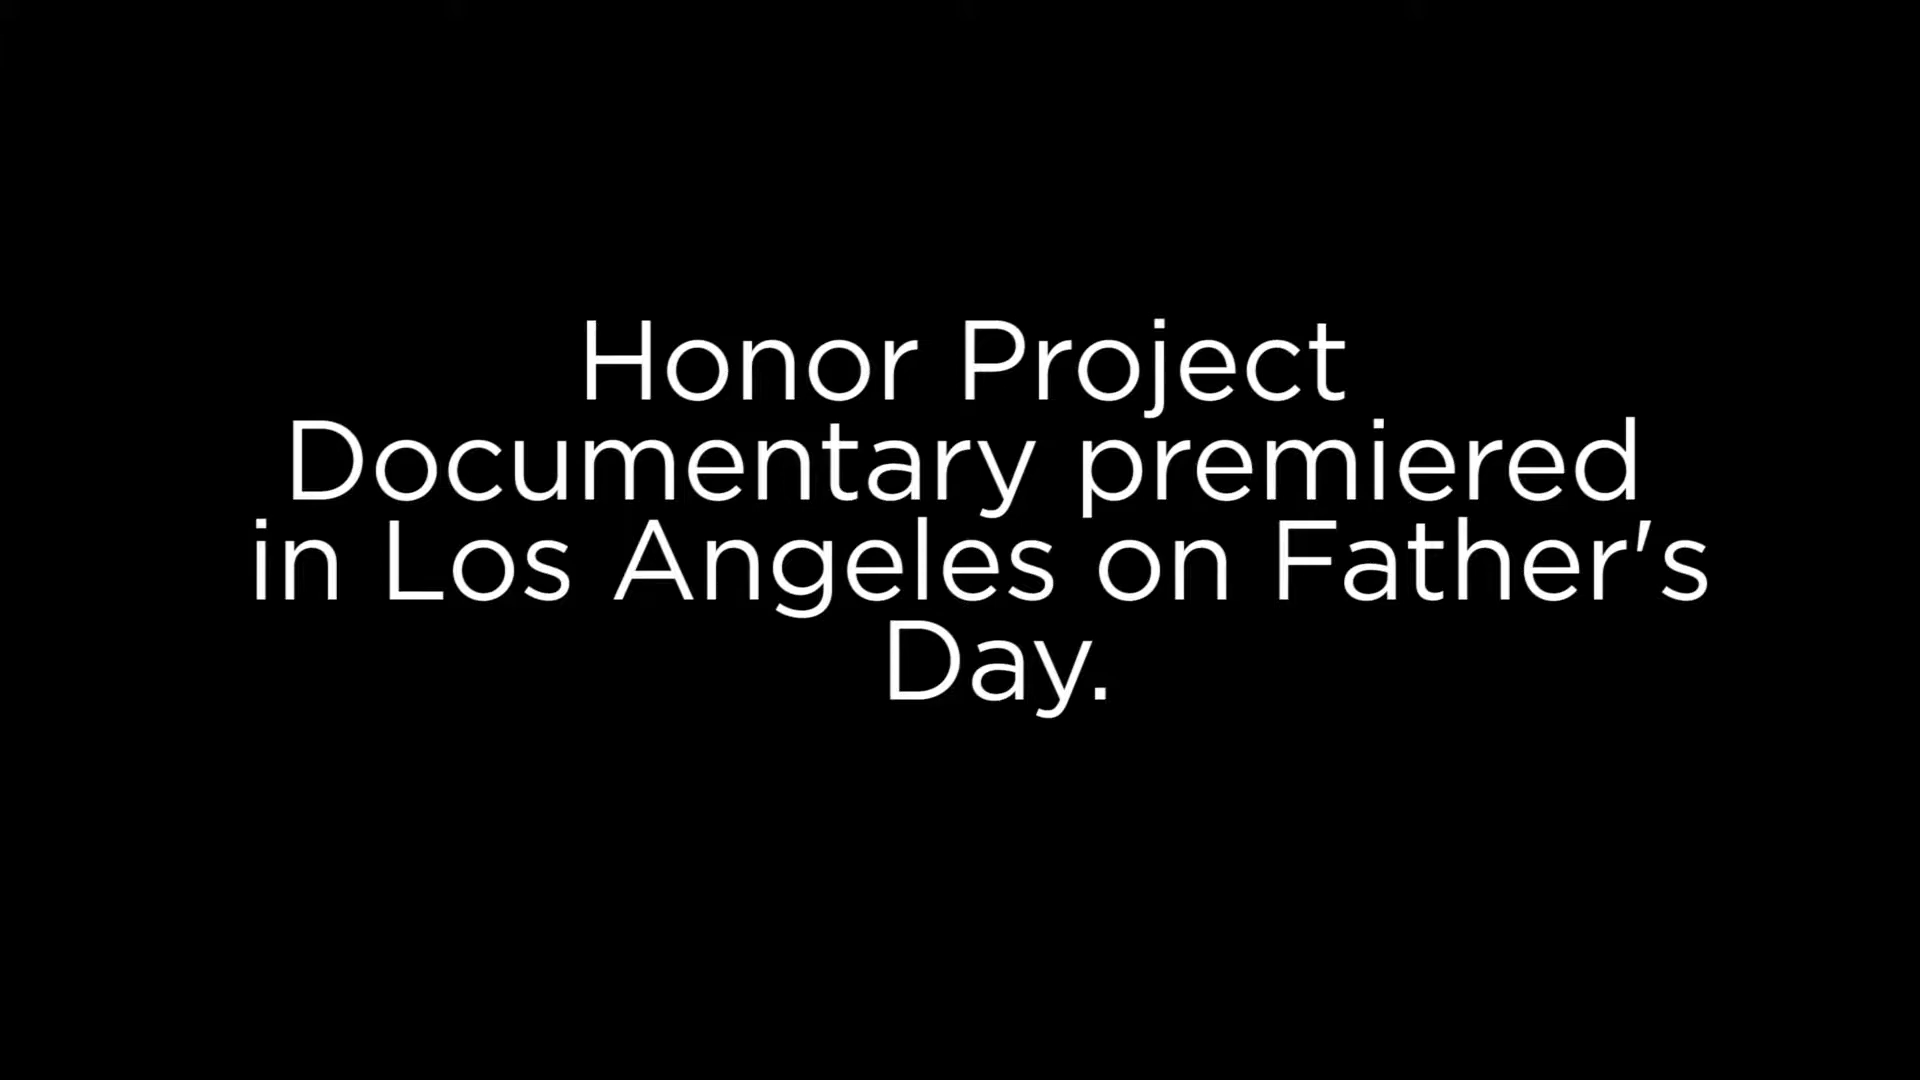 Honor Project
Documentary premiered
in Los Angeles on Father's
Day.